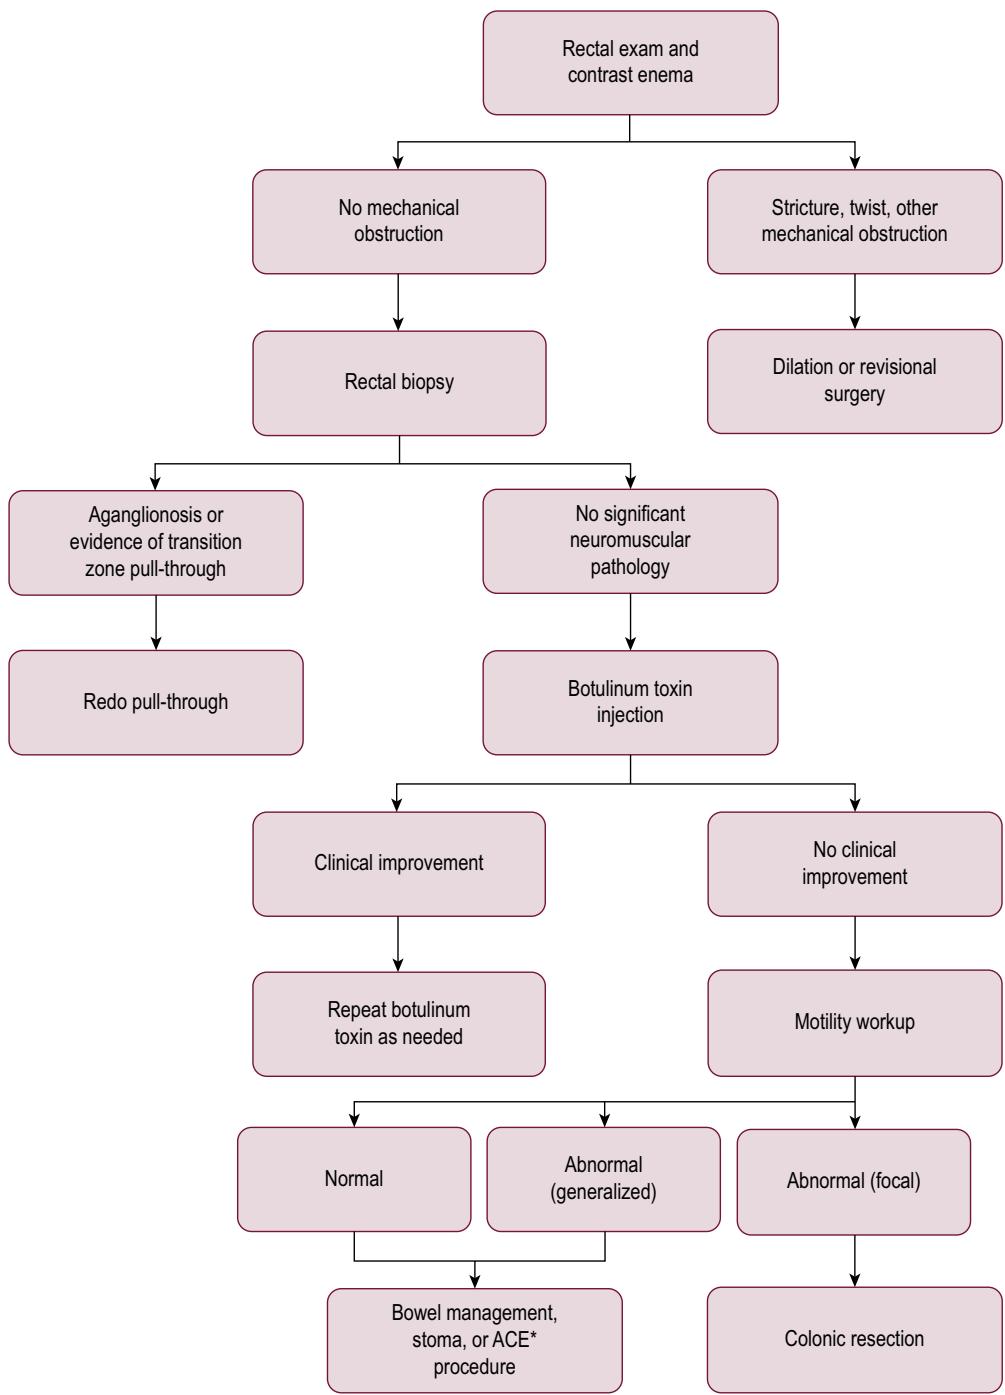 Rectal exam and
contrast enema
No mechanical
obstruction
Stricture, twist, other
mechanical obstruction
Rectal biopsy
Dilation or revisional
surgery
Aganglionosis or
evidence of transition
zone pull-through
No significant
neuromuscular
pathology
Redo pull-through
Botulinum toxin
injection
Clinical improvement
No clinical
improvement
Repeat botulinum
toxin as needed
Motility workup
Normal
Abnormal
(generalized)
Abnormal (focal)
Bowel management,
stoma, or ACE*
procedure
Colonic resection